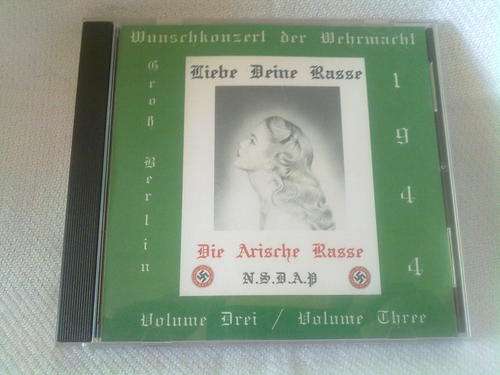 Wunschkonzert der Wehrmacht
Groß Berlin
Liebe Deine Rasse
Die Arische Rasse
N.S.D.A.P
1944
Volume Drei / Volume Three